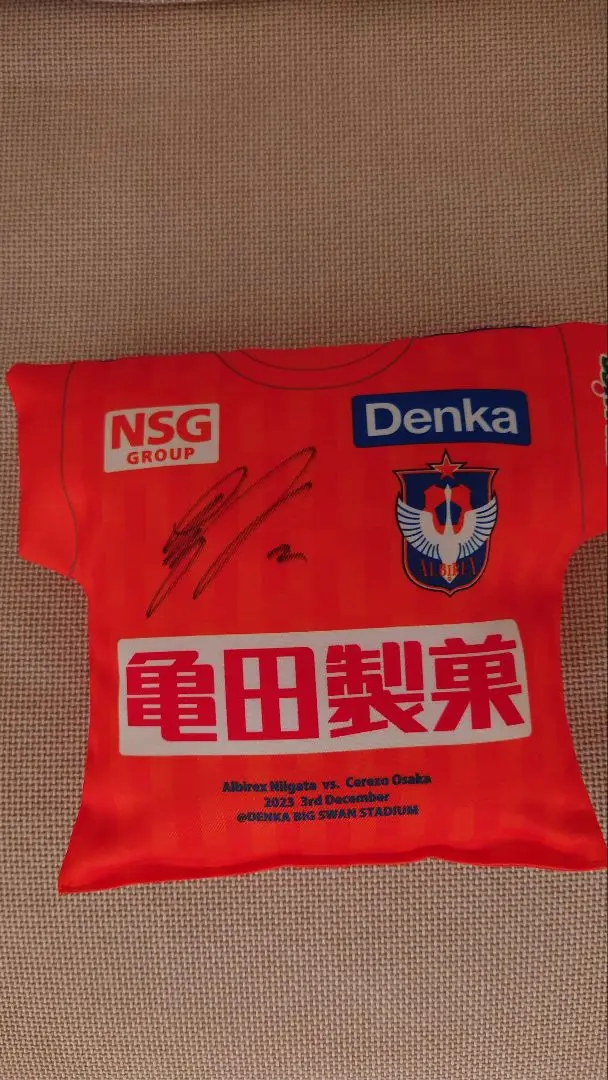 NSG
GROUP
Denka
ALBIREX
亀田製菓
Albirex Niigata vs. Cerezo Osaka
2023 3rd December
@DENKA BIG SWAN STADIUM